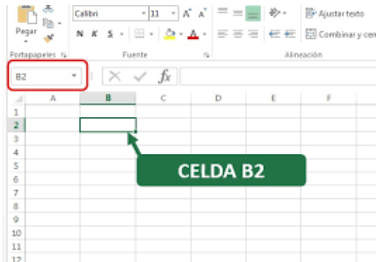 Calibri 11 A A Ajustar texto
Pegar N K S A Combinar y cen
Portapapeles Fuente Alineación
B2 fx
A B C D E F
1
2
3
4
5
6
7
8
9
10
11
12
CELDA B2